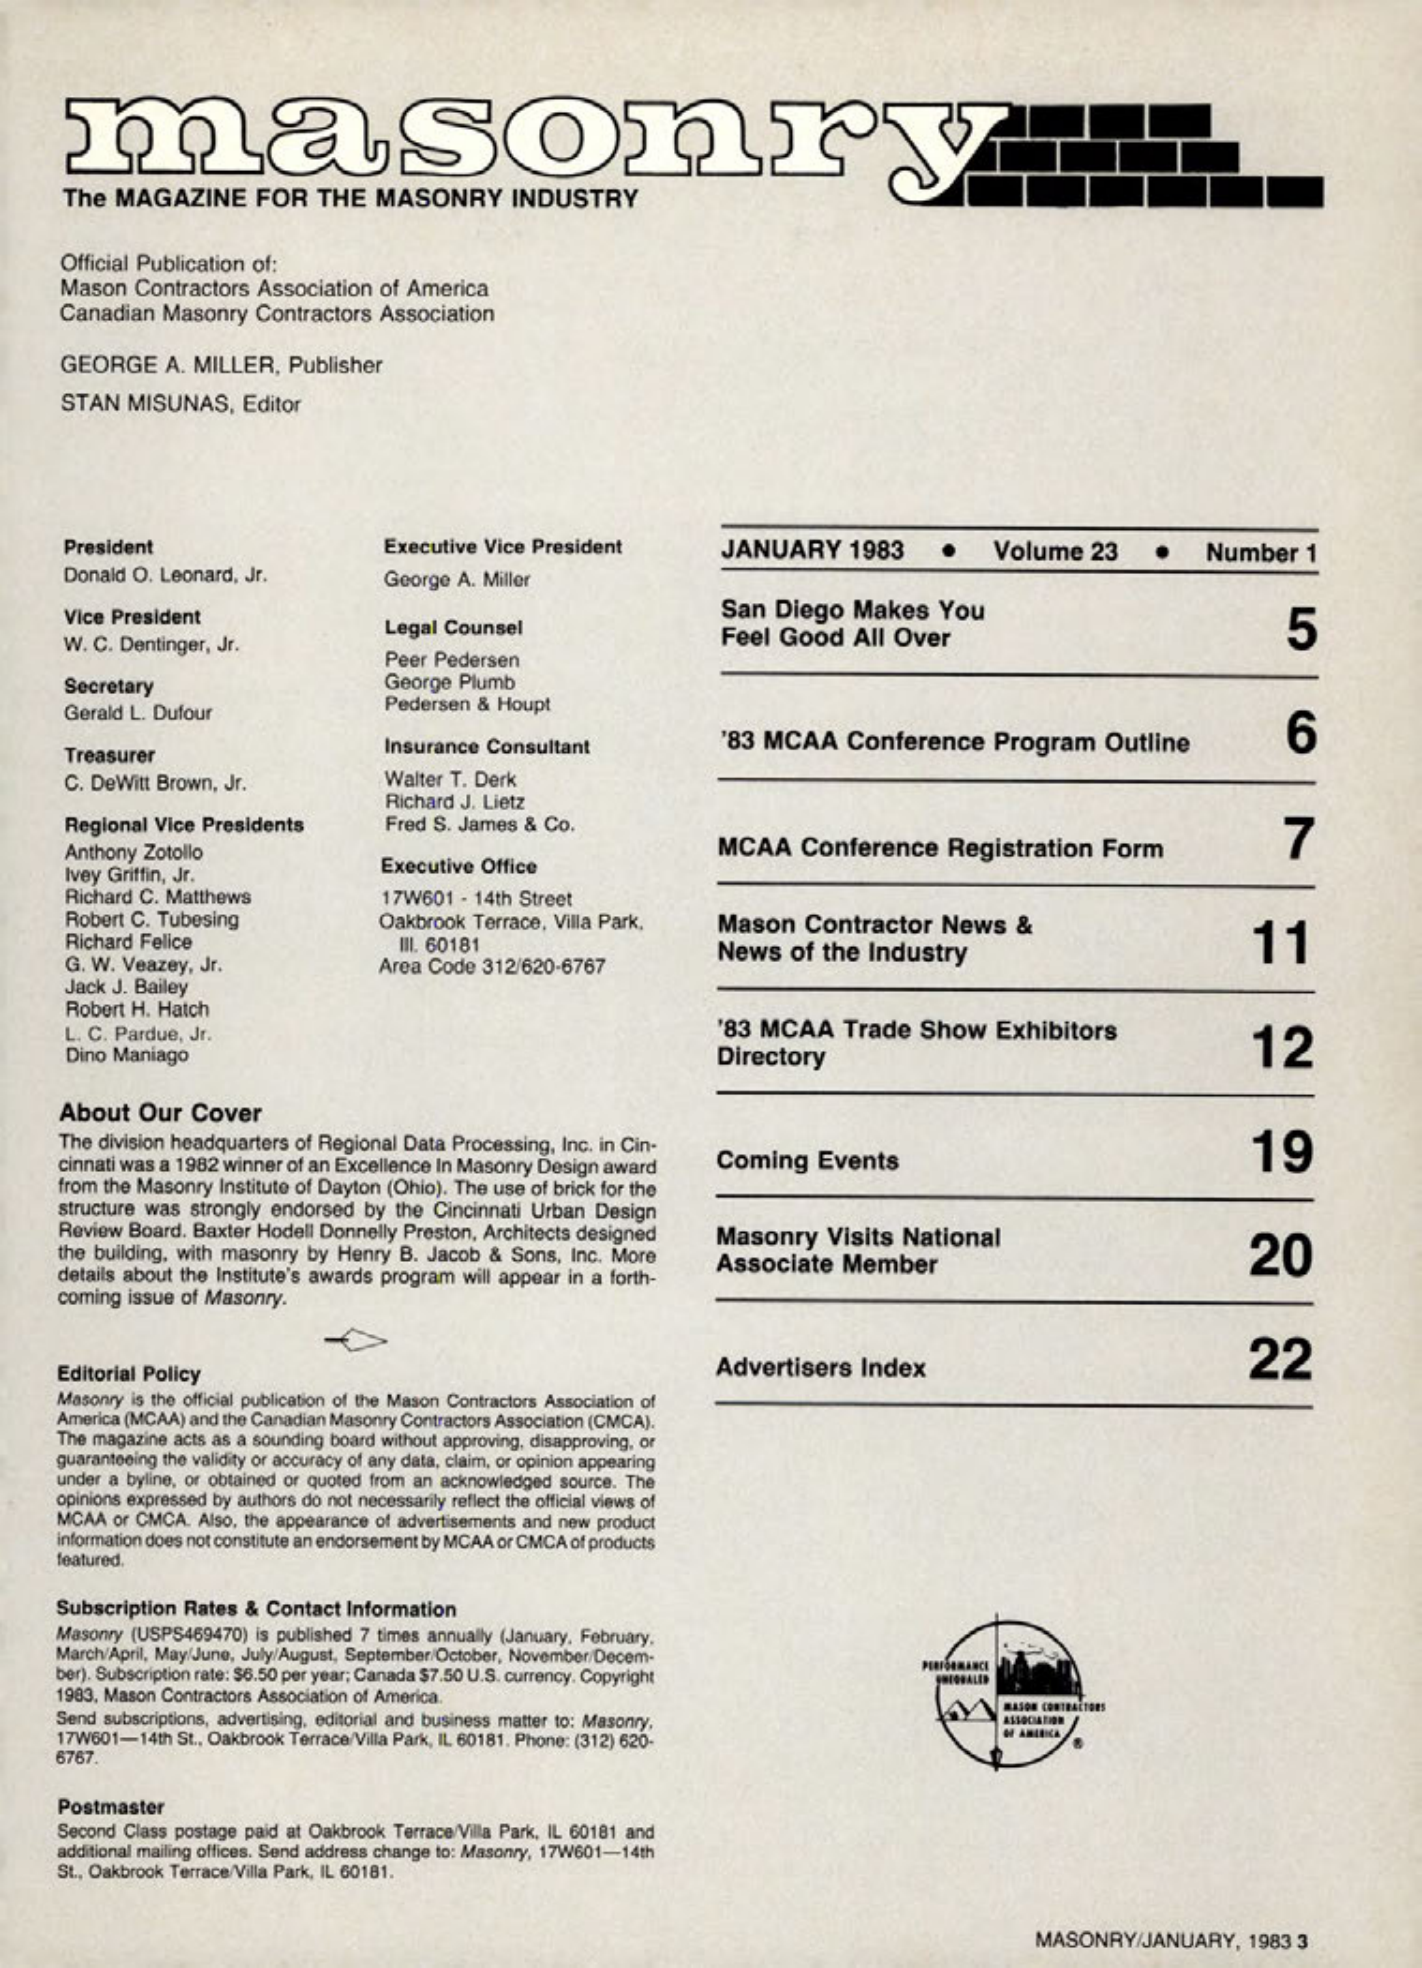 masonry
The MAGAZINE FOR THE MASONRY INDUSTRY
Official Publication of:
Mason Contractors Association of America
Canadian Masonry Contractors Association
GEORGE A. MILLER, Publisher
STAN MISUNAS, Editor
President
Donald O. Leonard, Jr.
Vice President
W. C. Dentinger, Jr.
Secretary
Gerald L. Dufour
Treasurer
C. DeWitt Brown, Jr.
Regional Vice Presidents
Anthony Zotollo
Ivey Griffin, Jr.
Richard C. Matthews
Robert C. Tubesing
Richard Felice
G. W. Veazey, Jr.
Jack J. Bailey
Robert H. Hatch
L. C. Pardue, Jr.
Dino Maniago
Executive Vice President
George A. Miller
Legal Counsel
Peer Pedersen
George Plumb
Pedersen & Houpt
Insurance Consultant
Walter T. Derk
Richard J. Lietz
Fred S. James & Co.
Executive Office
17W601 - 14th Street
Oakbrook Terrace, Villa Park,
Ill. 60181
Area Code 312/620-6767
About Our Cover
The division headquarters of Regional Data Processing, Inc. in Cin-
cinnati was a 1982 winner of an Excellence In Masonry Design award
from the Masonry Institute of Dayton (Ohio). The use of brick for the
structure was strongly endorsed by the Cincinnati Urban Design
Review Board. Baxter Hodell Donnelly Preston, Architects designed
the building, with masonry by Henry B. Jacob & Sons, Inc. More
details about the Institute's awards program will appear in a forth-
coming issue of Masonry.
Editorial Policy
Masonry is the official publication of the Mason Contractors Association of
America (MCAA) and the Canadian Masonry Contractors Association (CMCA).
The magazine acts as a sounding board without approving, disapproving, or
guaranteeing the validity or accuracy of any data, claim, or opinion appearing
under a byline, or obtained or quoted from an acknowledged source. The
opinions expressed by authors do not necessarily reflect the official views of
MCAA or CMCA. Also, the appearance of advertisements and new product
information does not constitute an endorsement by MCAA or CMCA of products
featured.
Subscription Rates & Contact Information
Masonry (USPS469470) is published 7 times annually (January, February,
March/April, May/June, July/August, September/October, November/Decem-
ber). Subscription rate: $6.50 per year; Canada $7.50 U.S. currency. Copyright
1983, Mason Contractors Association of America.
Send subscriptions, advertising, editorial and business matter to: Masonry,
17W601—14th St., Oakbrook Terrace/Villa Park, IL 60181. Phone: (312) 620-
6767.
Postmaster
Second Class postage paid at Oakbrook Terrace/Villa Park, IL 60181 and
additional mailing offices. Send address change to: Masonry, 17W601—14th
St., Oakbrook Terrace/Villa Park, IL 60181.
JANUARY 1983 ● Volume 23 ● Number 1
San Diego Makes You
Feel Good All Over 5
'83 MCAA Conference Program Outline 6
MCAA Conference Registration Form 7
Mason Contractor News &
News of the Industry 11
'83 MCAA Trade Show Exhibitors
Directory 12
Coming Events 19
Masonry Visits National
Associate Member 20
Advertisers Index 22
PERFORMANCE
UNEQUALED
MASON CONTRACTORS
ASSOCIATION
OF AMERICA
®
MASONRY/JANUARY, 1983 3